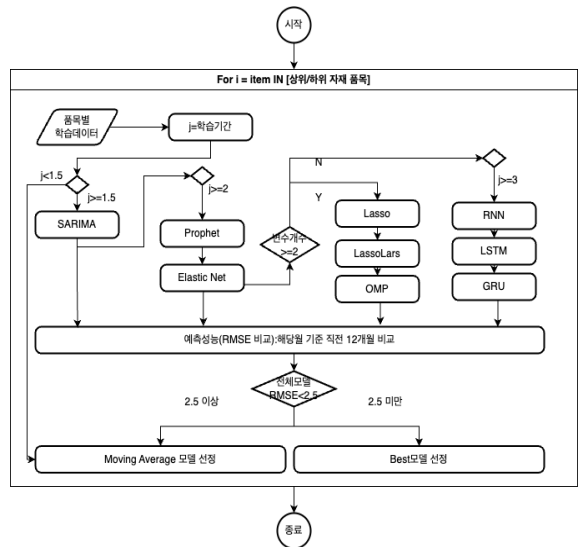 시작
For i = item IN [상위/하위 자재 품목]
품목별
학습데이터
j=학습기간
j<1.5
j>=1.5
SARIMA
j>=2
Prophet
Elastic Net
변수개수
>=2
N
Y
Lasso
LassoLars
OMP
j>=3
RNN
LSTM
GRU
예측성능(RMSE 비교):해당월 기준 직전 12개월 비교
전체모델
RMSE<2.5
2.5 이상
2.5 미만
Moving Average 모델 선정
Best모델 선정
종료